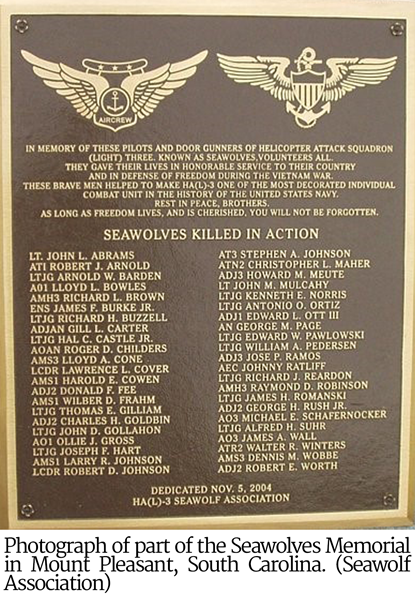 AIRCREW
IN MEMORY OF THESE PILOTS AND DOOR GUNNERS OF HELICOPTER ATTACK SQUADRON
(LIGHT) THREE. KNOWN AS SEAWOLVES, VOLUNTEERS ALL.
THEY GAVE THEIR LIVES IN HONORABLE SERVICE TO THEIR COUNTRY
AND IN DEFENSE OF FREEDOM DURING THE VIETNAM WAR.
THESE BRAVE MEN HELPED TO MAKE HA(L)-3 ONE OF THE MOST DECORATED INDIVIDUAL
COMBAT UNIT IN THE HISTORY OF THE UNITED STATES NAVY.
REST IN PEACE, BROTHERS.
AS LONG AS FREEDOM LIVES, AND IS CHERISHED, YOU WILL NOT BE FORGOTTEN.
SEAWOLVES KILLED IN ACTION
LT. JOHN L. ABRAMS
AT1 ROBERT J. ARNOLD
LTJG ARNOLD W. BARDEN
A01 LLOYD L. BOWLES
AMH3 RICHARD L. BROWN
ENS JAMES F. BURKE JR.
LTJG RICHARD H. BUZZELL
ADJAN GILL L. CARTER
LTJG HAL C. CASTLE JR.
AOAN ROGER D. CHILDERS
AMS3 LLOYD A. CONE
LCDR LAWRENCE L. COVER
AMS1 HAROLD E. COWEN
ADJ2 DONALD F. FEE
AMS1 WILBER D. FRAHM
LTJG THOMAS E. GILLIAM
ADJ2 CHARLES H. GOLDBIN
LTJG JOHN D. GOLLAHON
AO1 OLLIE J. GROSS
LTJG JOSEPH F. HART
AMS1 LARRY R. JOHNSON
LCDR ROBERT D. JOHNSON
AT3 STEPHEN A. JOHNSON
ATN2 CHRISTOPHER L. MAHER
ADJ3 HOWARD M. MEUTE
LT JOHN M. MULCAHY
LTJG KENNETH E. NORRIS
LTJG ANTONIO O. ORTIZ
ADJ1 EDWARD L. OTT III
AN GEORGE M. PAGE
LTJG EDWARD W. PAWLOWSKI
LTJG WILLIAM A. PEDERSEN
ADJ3 JOSE P. RAMOS
AEC JOHNNY RATLIFF
LTJG RICHARD J. REARDON
AMH3 RAYMOND D. ROBINSON
LTJG JAMES H. ROMANSKI
ADJ2 GEORGE H. RUSH JR.
AO3 MICHAEL E. SCHAFERNOCKER
LTJG ALFRED H. SUHR
AO3 JAMES A. WALL
ATR2 WALTER R. WINTERS
AMS3 DENNIS M. WOBBE
ADJ2 ROBERT E. WORTH
DEDICATED NOV. 5, 2004
HA(L)-3 SEAWOLF ASSOCIATION
Photograph of part of the Seawolves Memorial
in Mount Pleasant, South Carolina. (Seawolf
Association)